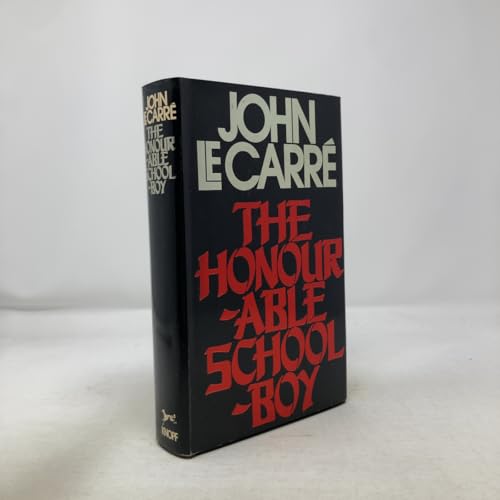 JOHN
LE CARRÉ
THE
HONOUR
-ABLE
SCHOOL
-BOY
JOHN
LE CARRÉ
THE
HONOUR
-ABLE
SCHOOL
-BOY
KNOPF